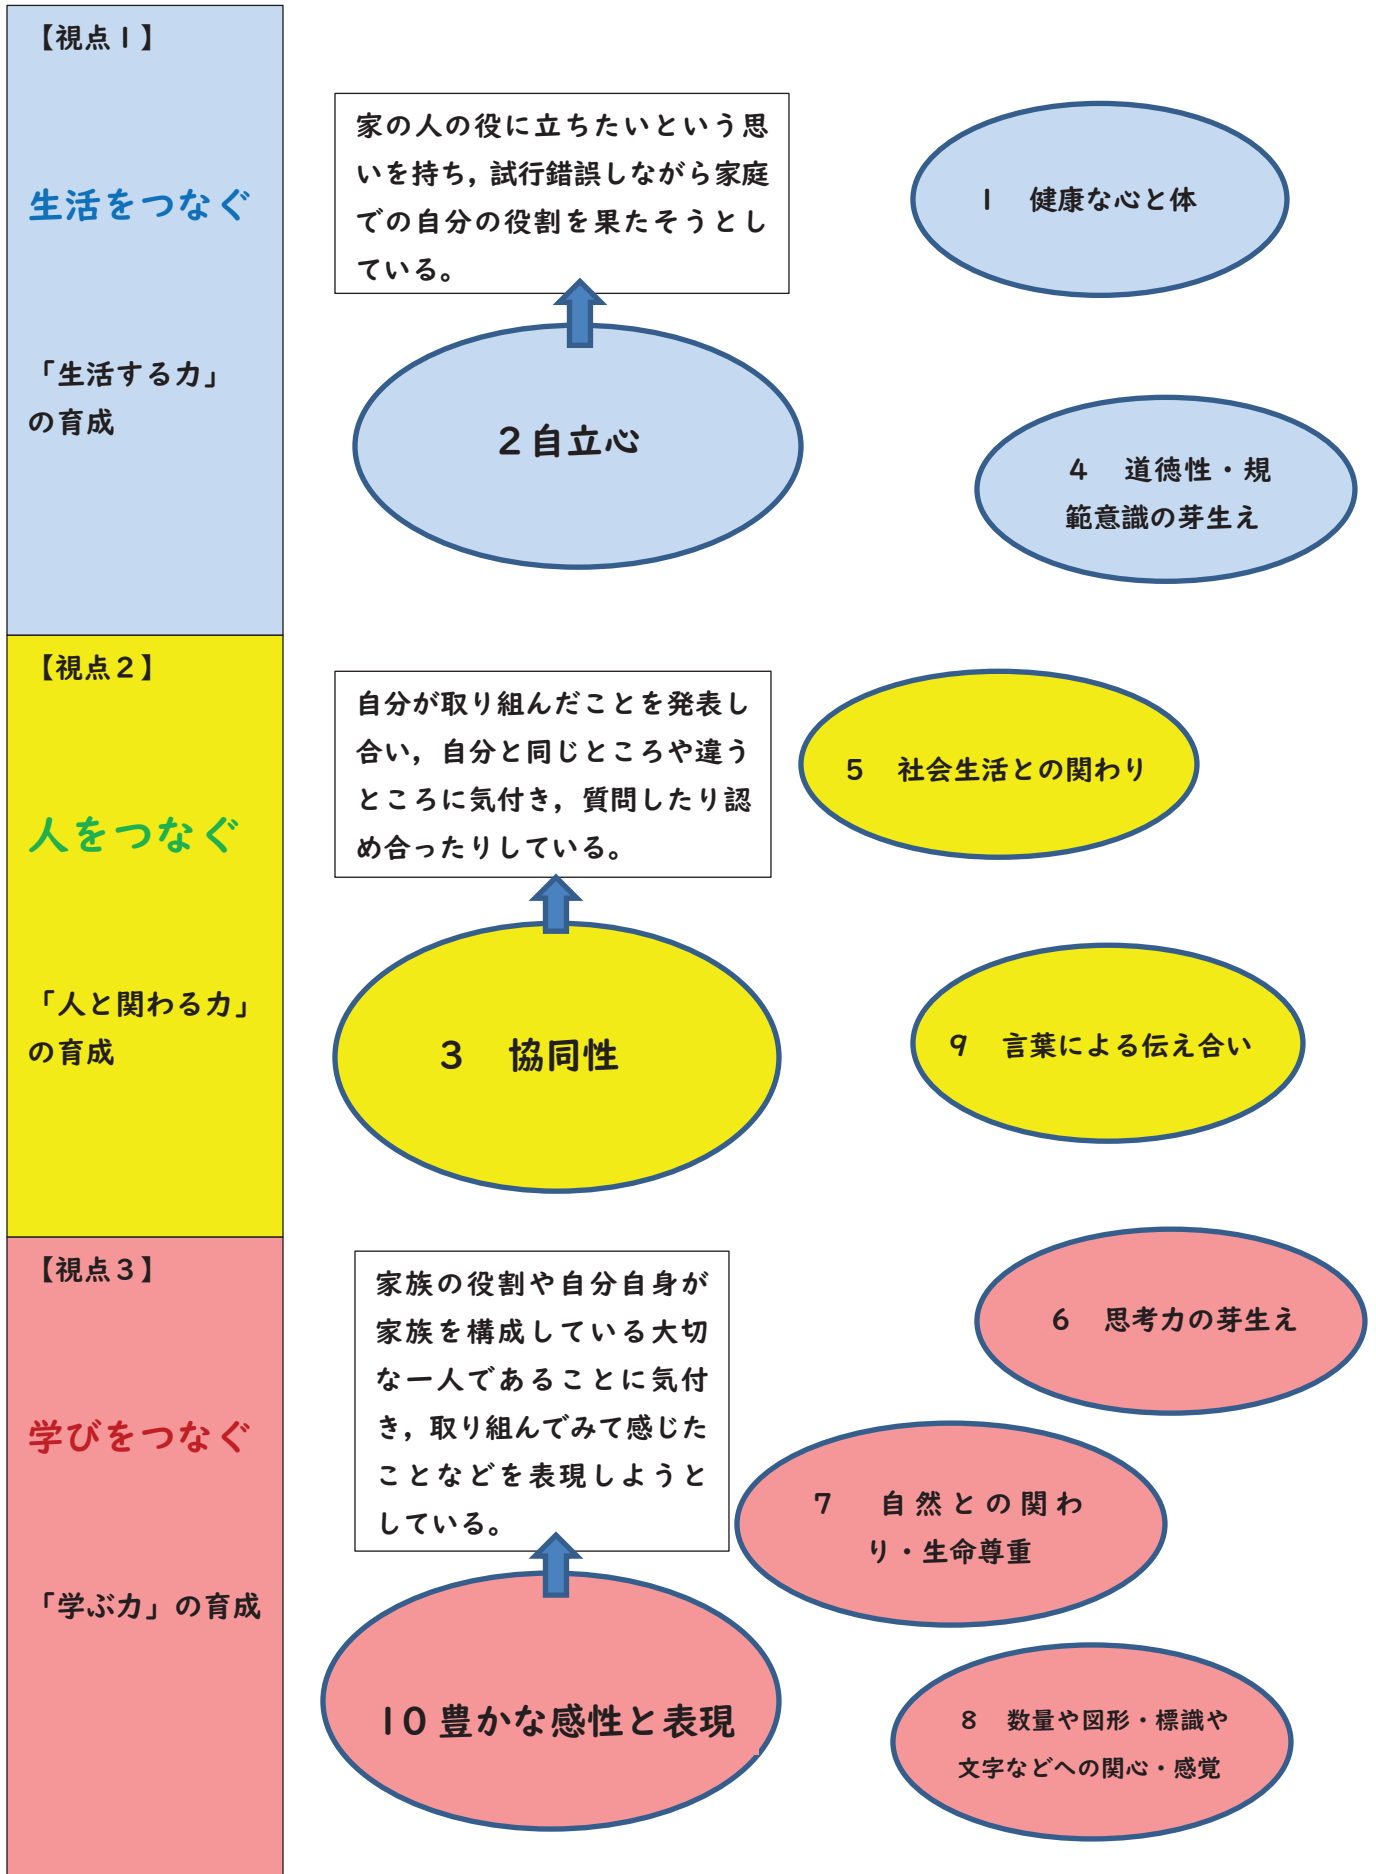 【視点1】
生活をつなぐ
「生活する力」
の育成
家の人の役に立ちたいという思
いを持ち，試行錯誤しながら家庭
での自分の役割を果たそうとし
ている。
2自立心
1　健康な心と体
4　道徳性・規
範意識の芽生え
【視点2】
人をつなぐ
「人と関わる力」
の育成
自分が取り組んだことを発表し
合い，自分と同じところや違う
ところに気付き，質問したり認
め合ったりしている。
3　協同性
5　社会生活との関わり
9　言葉による伝え合い
【視点3】
学びをつなぐ
「学ぶ力」の育成
家族の役割や自分自身が
家族を構成している大切
な一人であることに気付
き，取り組んでみて感じた
ことなどを表現しようと
している。
10豊かな感性と表現
6　思考力の芽生え
7　自然との関わ
り・生命尊重
8　数量や図形・標識や
文字などへの関心・感覚